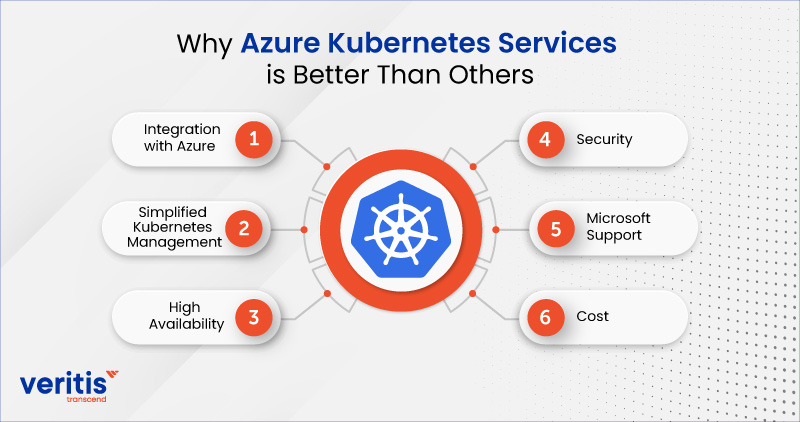 Why Azure Kubernetes Services
is Better Than Others
Integration
with Azure
1
Simplified
Kubernetes
Management
2
High
Availability
3
4
Security
5
Microsoft
Support
6
Cost
veritis
transcend